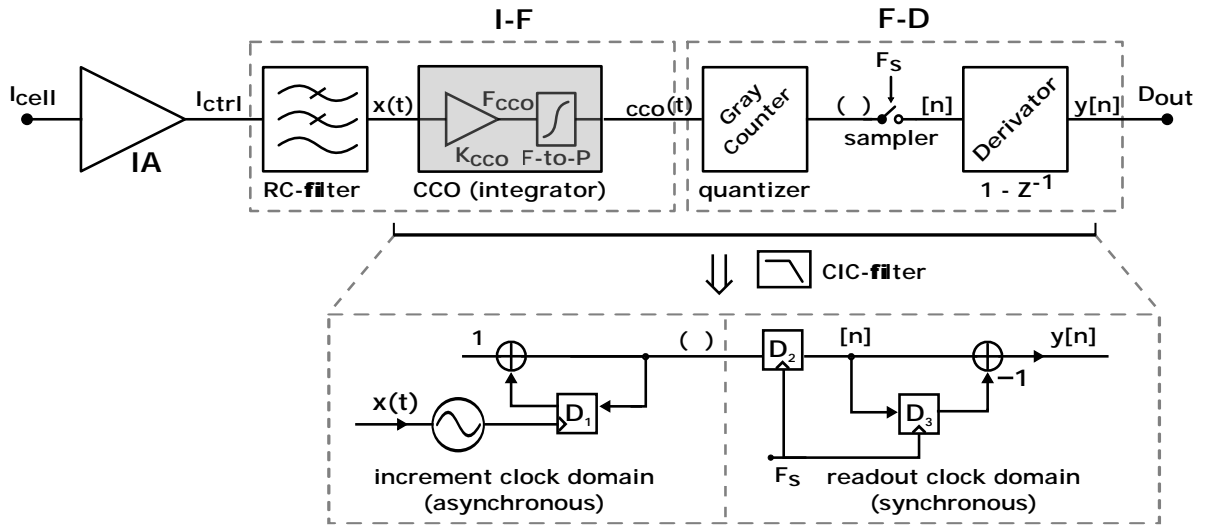 I-F
F-D
Icell
IA
Ictrl
RC-filter
x(t)
KCCO
FCCO
F-to-P
CCO (integrator)
CCO(t)
Gray
Counter
quantizer
( )
FS
sampler
[n]
Derivator
1 - Z-1
y[n]
Dout
CIC-filter
1
( )
D1
x(t)
increment clock domain
(asynchronous)
D2
[n]
D3
−1
y[n]
FS
readout clock domain
(synchronous)